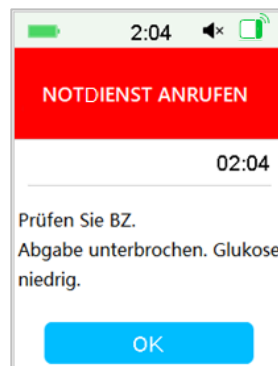 2:04
NOTDIENST ANRUFEN
02:04
Prüfen Sie BZ.
Abgabe unterbrochen. Glukose
niedrig.
OK